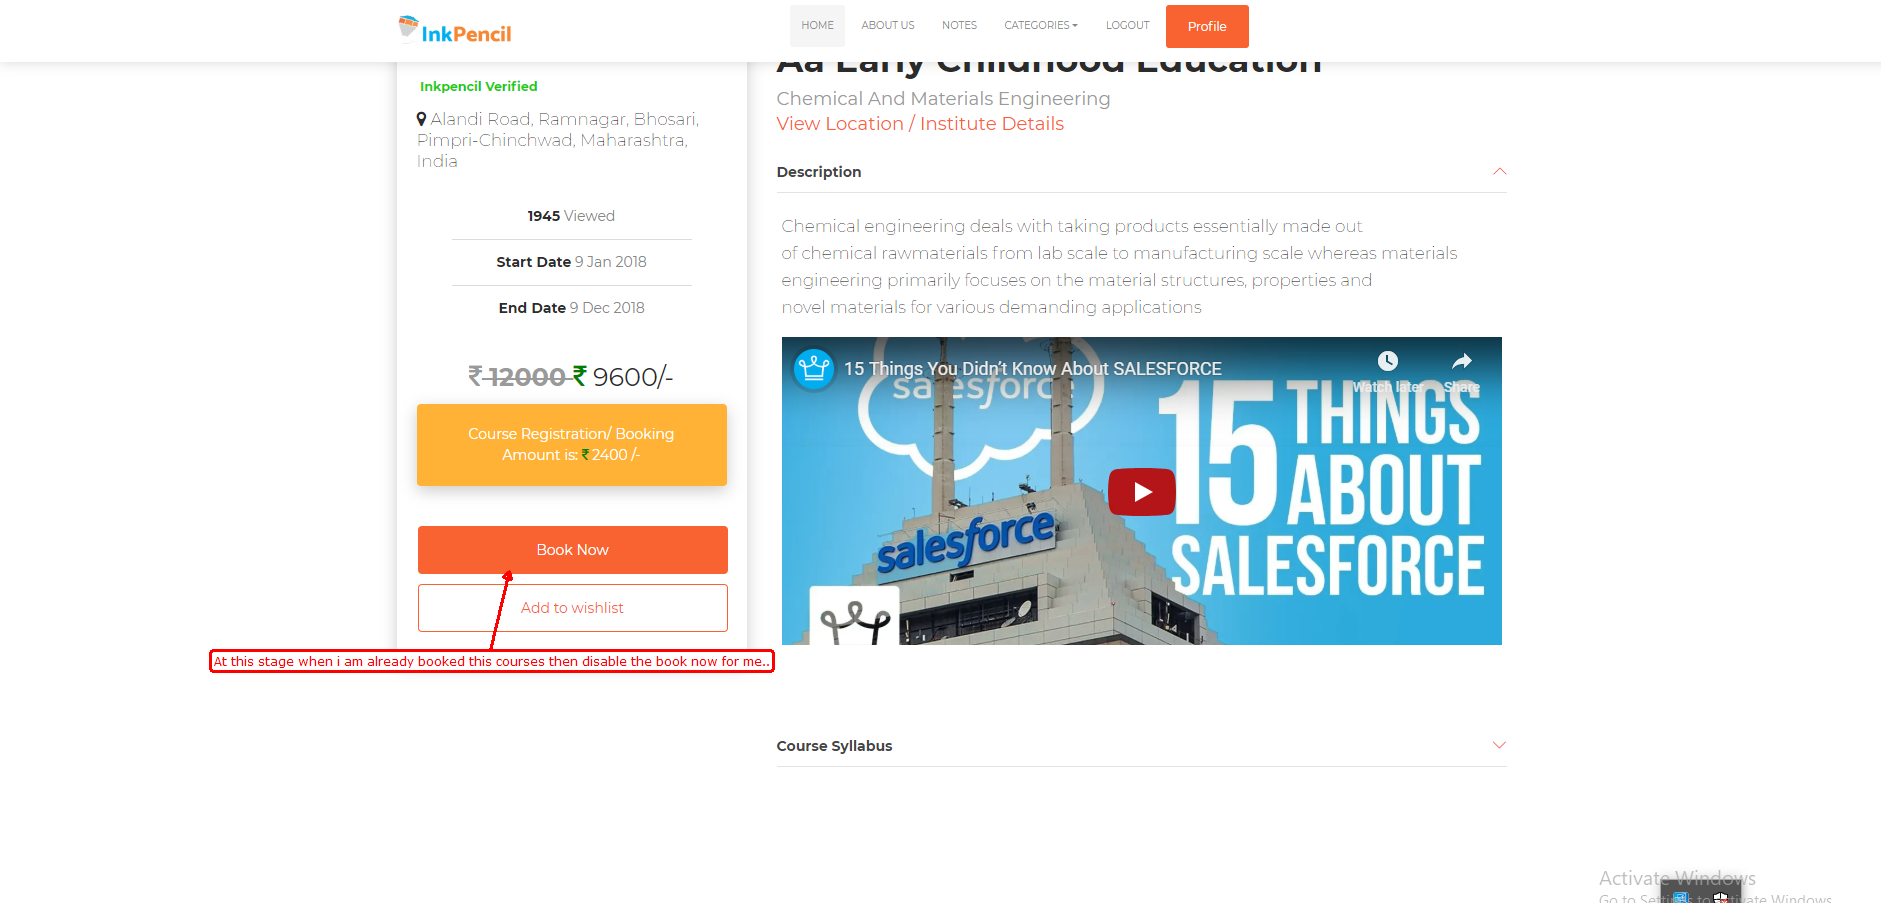 InkPencil
HOME
ABOUT US
NOTES
CATEGORIES
LOGOUT
Profile
Inkpencil Verified
Alandi Road, Ramnagar, Bhosari,
Pimpri-Chinchwad, Maharashtra,
India
1945 Viewed
Start Date 9 Jan 2018
End Date 9 Dec 2018
₹ 12000 ₹ 9600/-
Course Registration/ Booking
Amount is: ₹ 2400 /-
Book Now
Add to wishlist
At this stage when i am already booked this courses then disable the book now for me..
Aa Early Childhood Education
Chemical And Materials Engineering
View Location / Institute Details
Description
Chemical engineering deals with taking products essentially made out
of chemical rawmaterials from lab scale to manufacturing scale whereas materials
engineering primarily focuses on the material structures, properties and
novel materials for various demanding applications
15 Things You Didn't Know About SALESFORCE
Watch later
Share
salesforc
15 THINGS
ABOUT
SALESFORCE
salesforce
Course Syllabus
Activate Windows
Go to Settings to Activate Windows